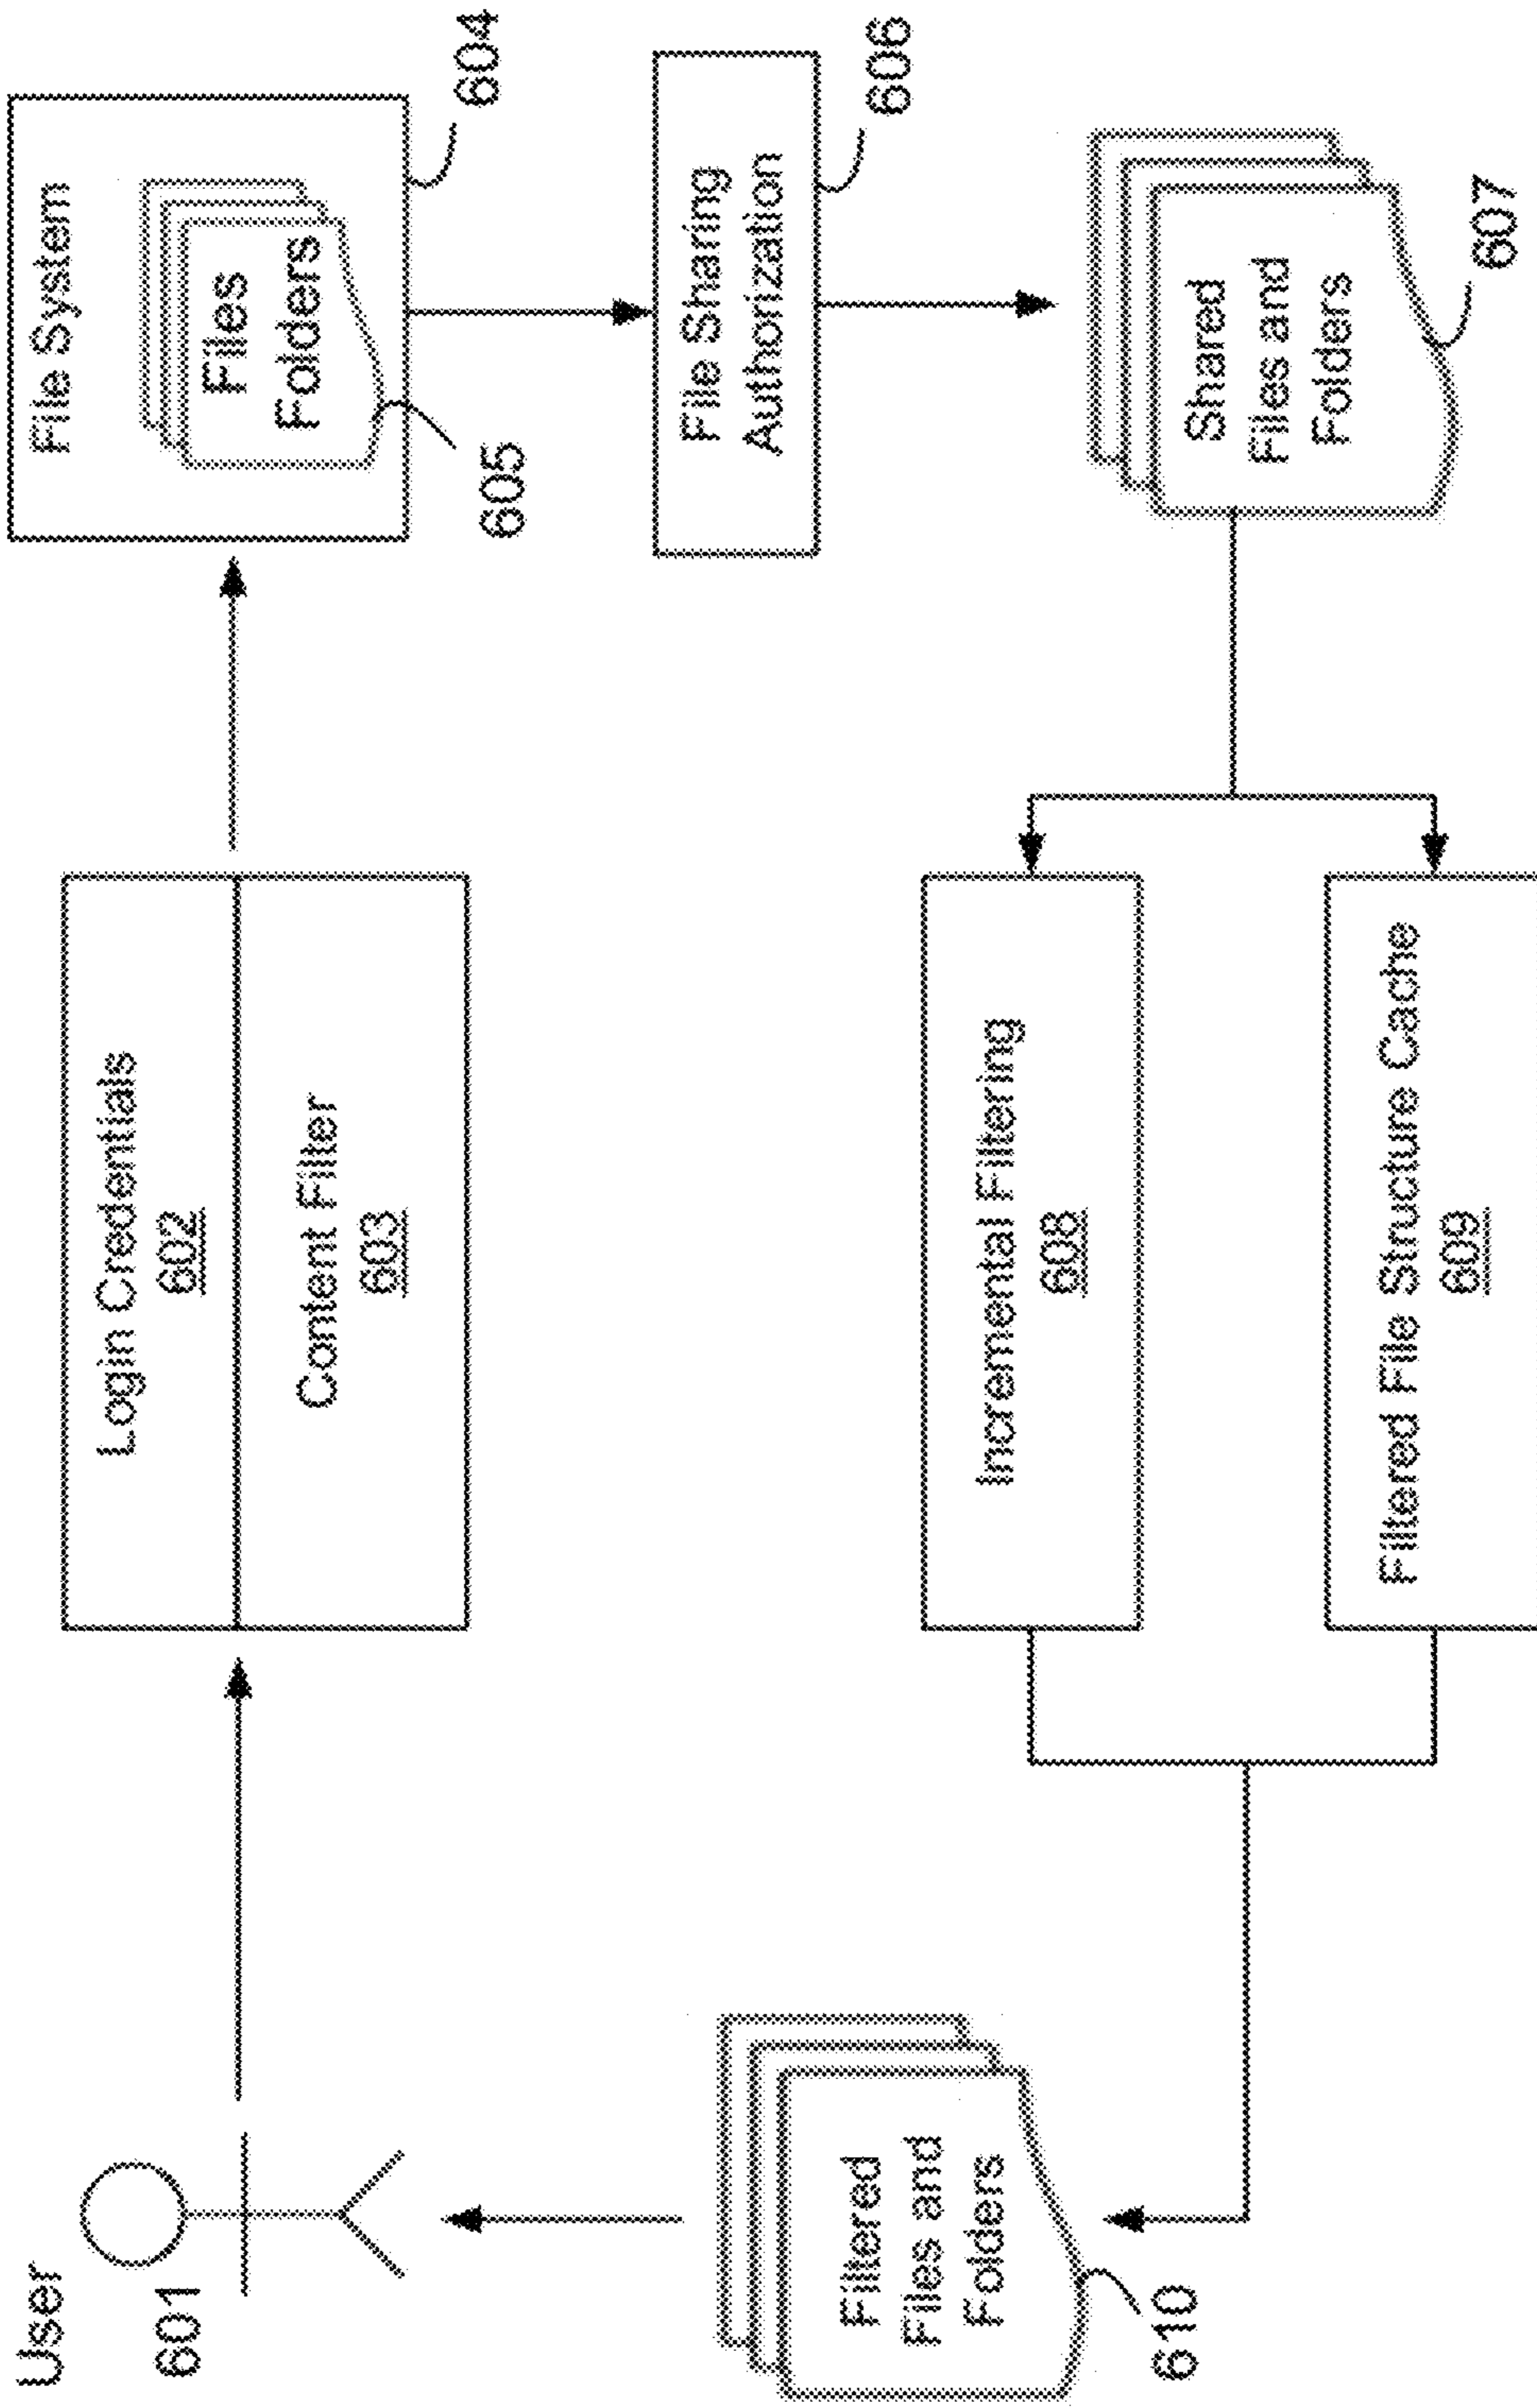 User
601
Login Credentials
602
Content Filter
603
File System
Files
Folders
604
605
File Sharing
Authorization
606
Shared
Files and
Folders
607
Incremental Filtering
608
Filtered File Structure Cache
609
Filtered
Files and
Folders
610